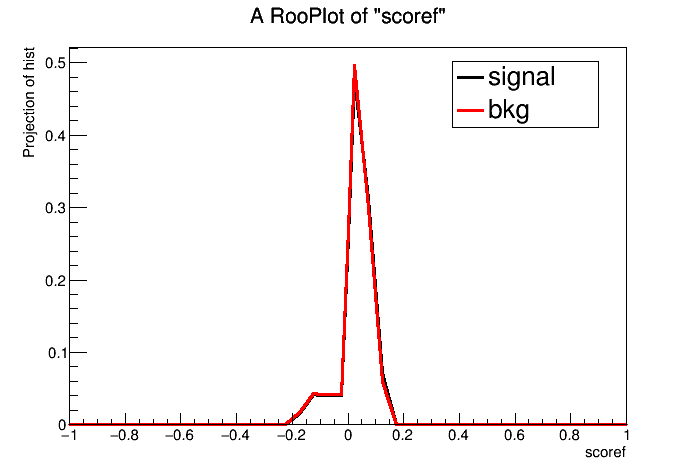 A RooPlot of "scoref"
Projection of hist
signal
bkg
0.5
0.4
0.3
0.2
0.1
0
−1 −0.8 −0.6 −0.4 −0.2 0 0.2 0.4 0.6 0.8 1
scoref